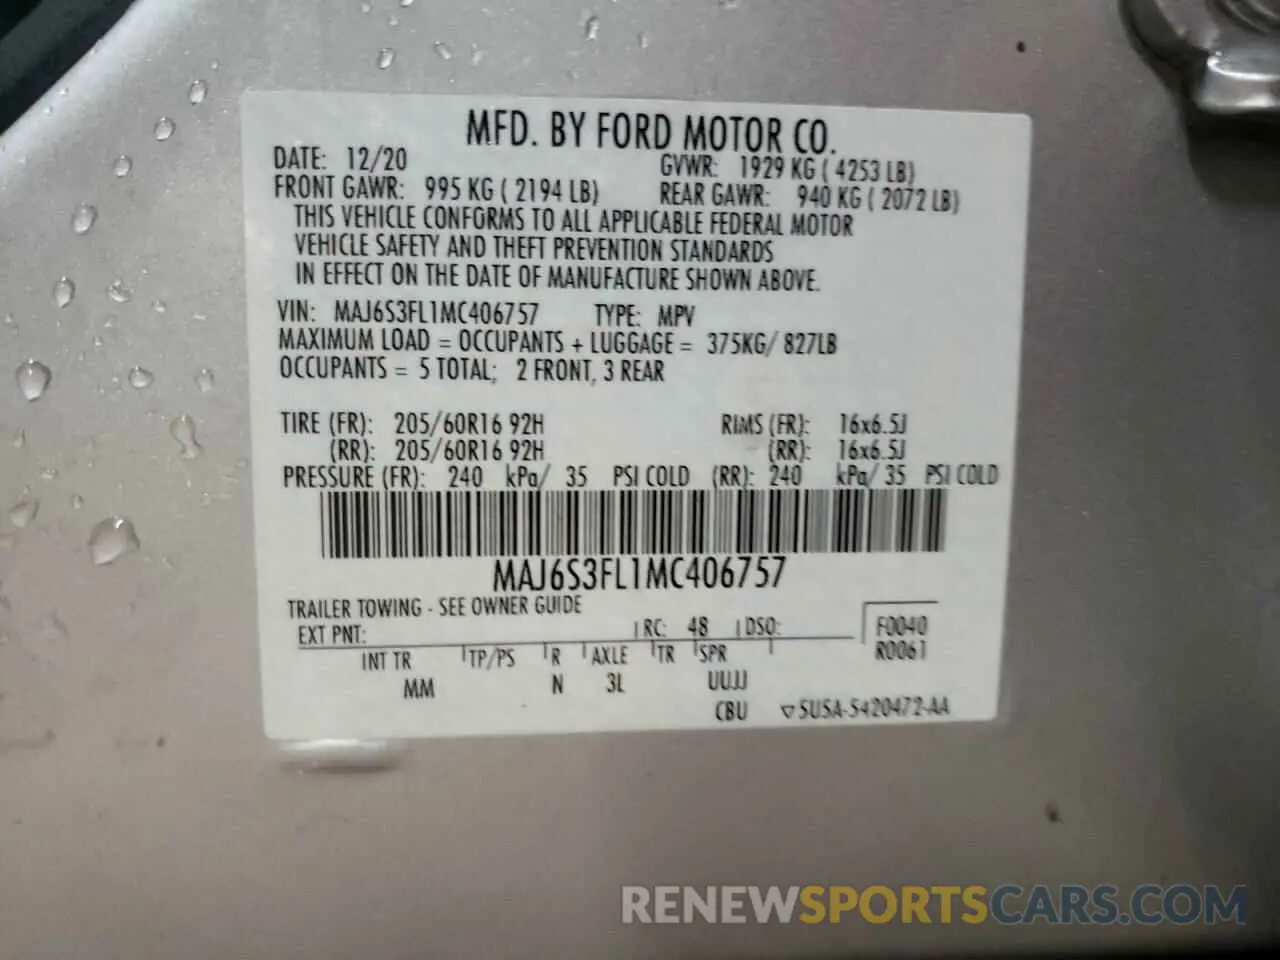 MFD. BY FORD MOTOR CO.
DATE: 12/20 GVWR: 1929 KG ( 4253 LB)
FRONT GAWR: 995 KG ( 2194 LB) REAR GAWR: 940 KG ( 2072 LB)
THIS VEHICLE CONFORMS TO ALL APPLICABLE FEDERAL MOTOR
VEHICLE SAFETY AND THEFT PREVENTION STANDARDS
IN EFFECT ON THE DATE OF MANUFACTURE SHOWN ABOVE.
VIN: MAJ6S3FL1MC406757 TYPE: MPV
MAXIMUM LOAD = OCCUPANTS + LUGGAGE = 375KG/ 827LB
OCCUPANTS = 5 TOTAL; 2 FRONT, 3 REAR
TIRE (FR): 205/60R16 92H RIMS (FR): 16x6.5J
(RR): 205/60R16 92H (RR): 16x6.5J
PRESSURE (FR): 240 kPa/ 35 PSI COLD (RR): 240 kPa/ 35 PSI COLD
MAJ6S3FL1MC406757
TRAILER TOWING - SEE OWNER GUIDE
EXT PNT: RC: 48 DSO: F0040
R0061
INT TR TP/PS R AXLE TR SPR
MM N 3L UUJJ
CBU ▽5U5A-5420472-AA
RENEWSPORTSCARS.COM